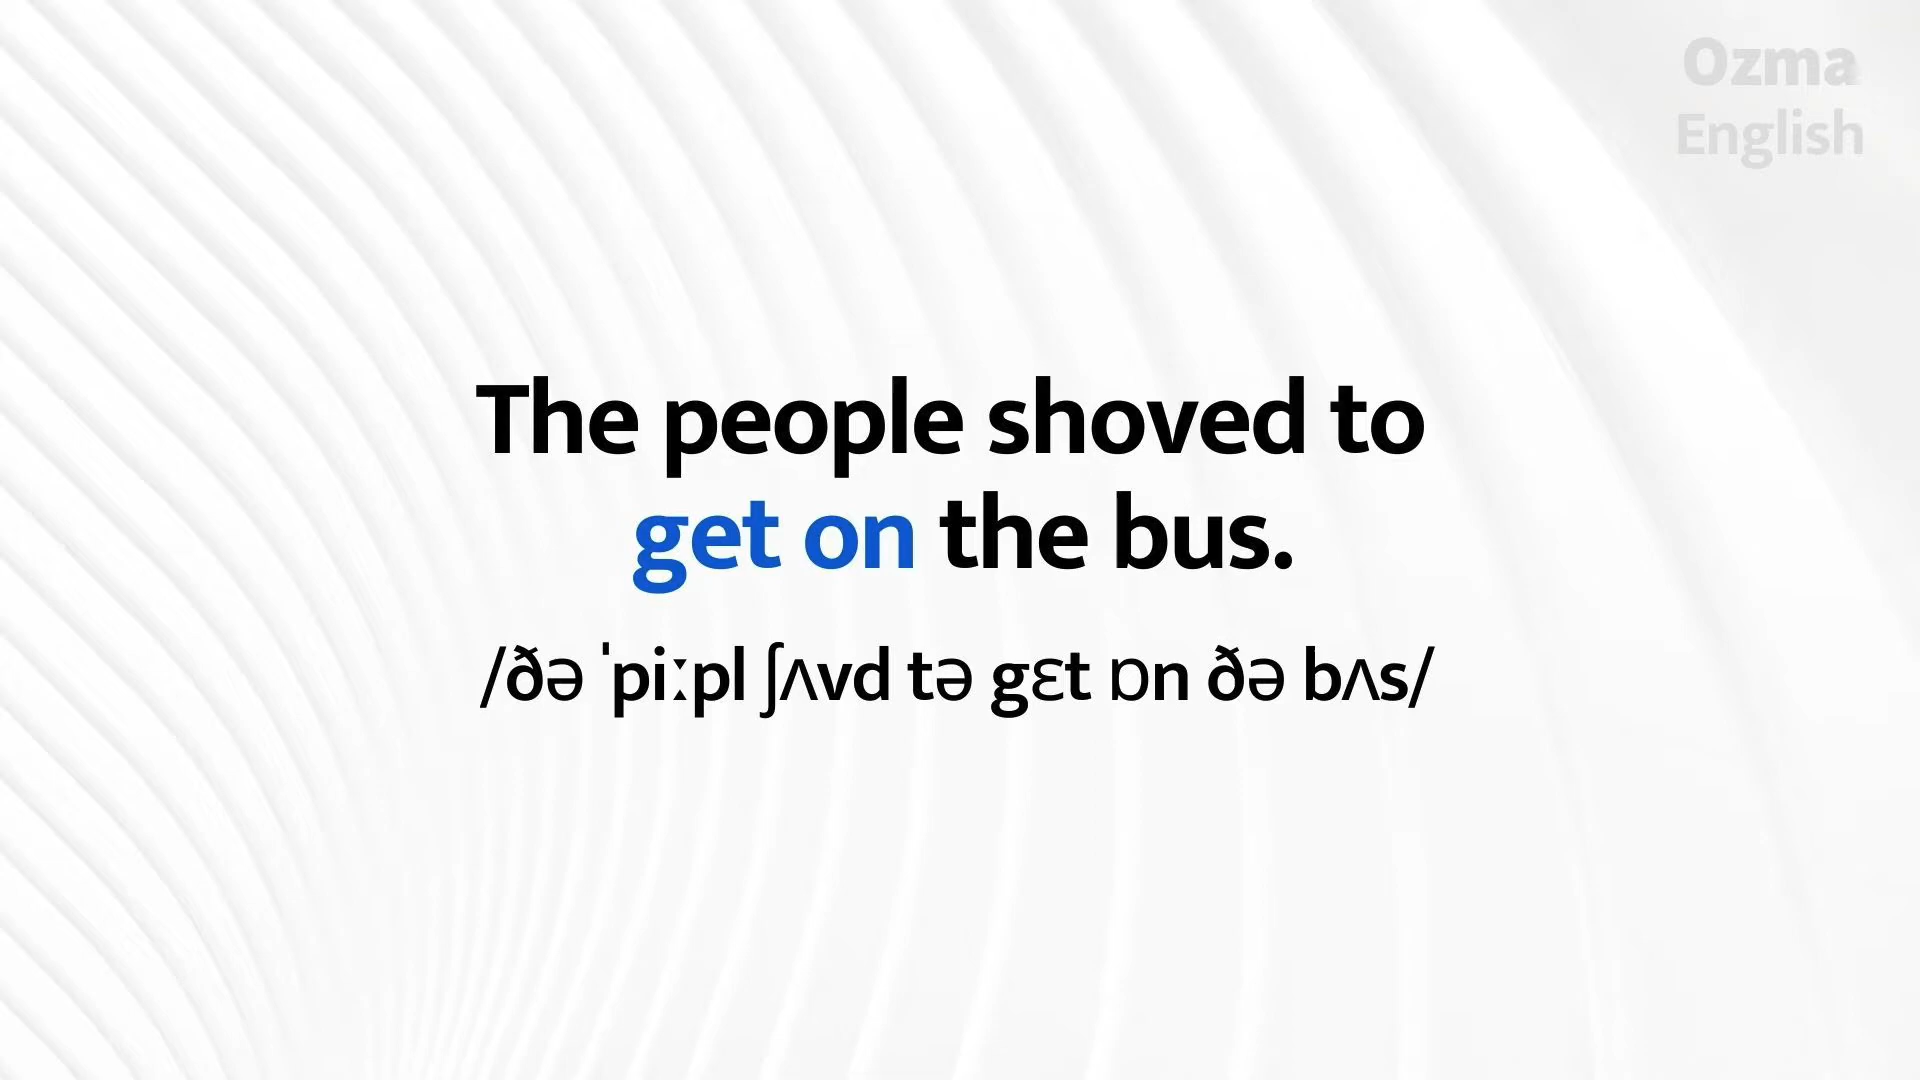 Ozma
English
The people shoved to
get on the bus.
/ðə ˈpiːpl ʃʌvd tə gɛt ɒn ðə bʌs/